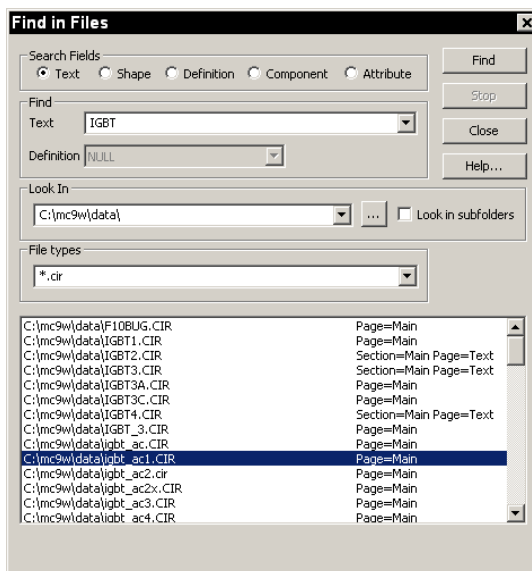 Find in Files
Search Fields
Text Shape Definition Component Attribute
Find
Stop
Close
Help...
Find
Text IGBT
Definition NULL
Look In
C:\mc9w\data\ ... Look in subfolders
File types
*.cir
C:\mc9w\data\F10BUG.CIR Page=Main
C:\mc9w\data\IGBT1.CIR Page=Main
C:\mc9w\data\IGBT2.CIR Section=Main Page=Text
C:\mc9w\data\IGBT3.CIR Section=Main Page=Text
C:\mc9w\data\IGBT3A.CIR Page=Main
C:\mc9w\data\IGBT3C.CIR Page=Main
C:\mc9w\data\IGBT4.CIR Section=Main Page=Text
C:\mc9w\data\IGBT_3.CIR Page=Main
C:\mc9w\data\igbt_ac.CIR Page=Main
C:\mc9w\data\igbt_ac1.CIR Page=Main
C:\mc9w\data\igbt_ac2.cir Page=Main
C:\mc9w\data\igbt_ac2x.CIR Page=Main
C:\mc9w\data\igbt_ac3.CIR Page=Main
C:\mc9w\data\igbt_ac4.CIR Page=Main